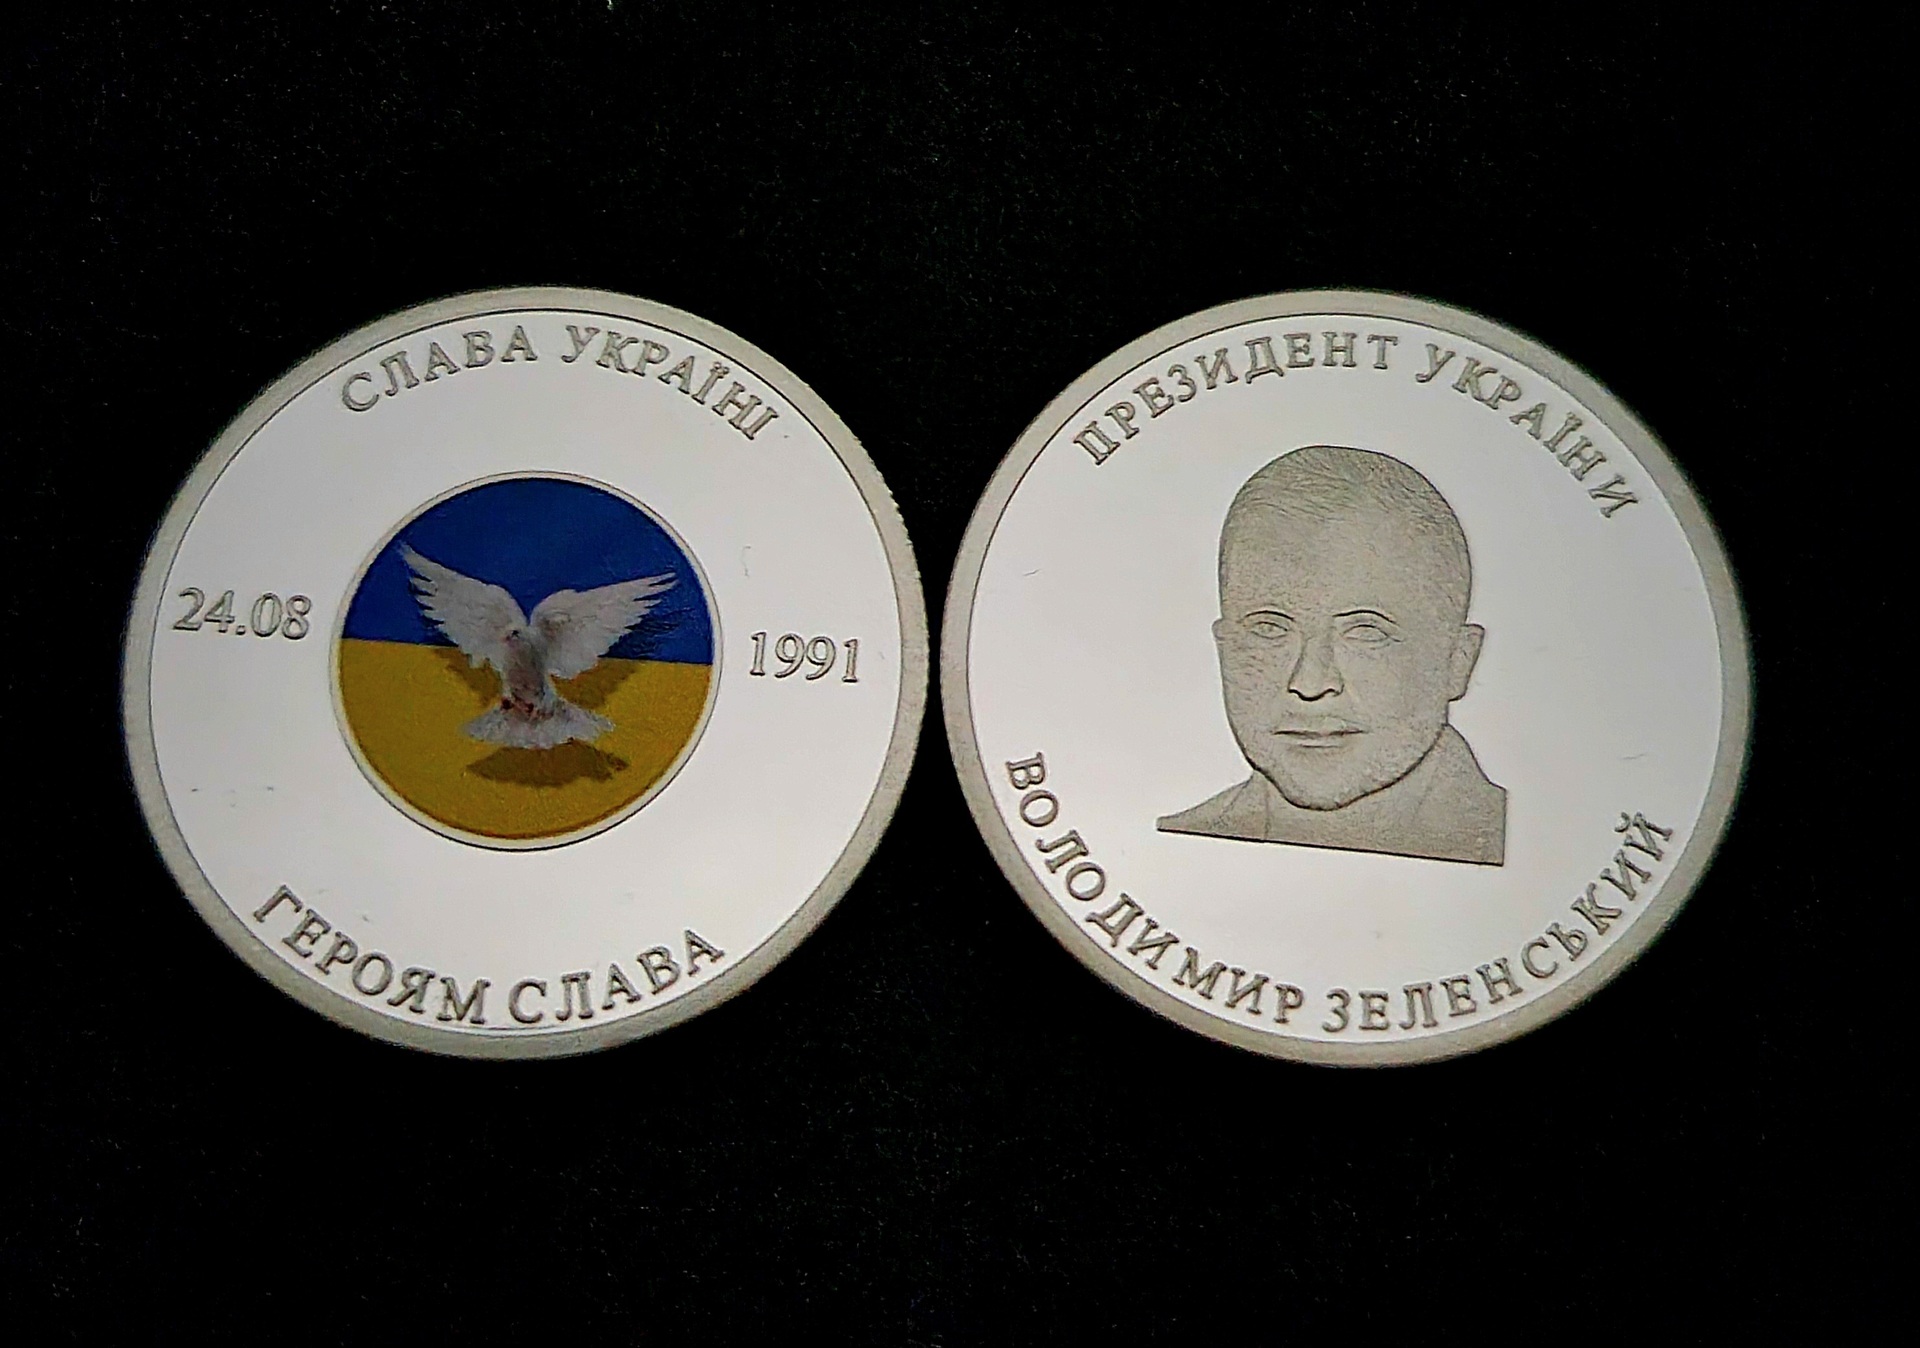 СЛАВА УКРАЇНІ
24.08
1991
ГЕРОЯМ СЛАВА
ПРЕЗИДЕНТ УКРАЇНИ
ВОЛОДИМИР ЗЕЛЕНСЬКИЙ